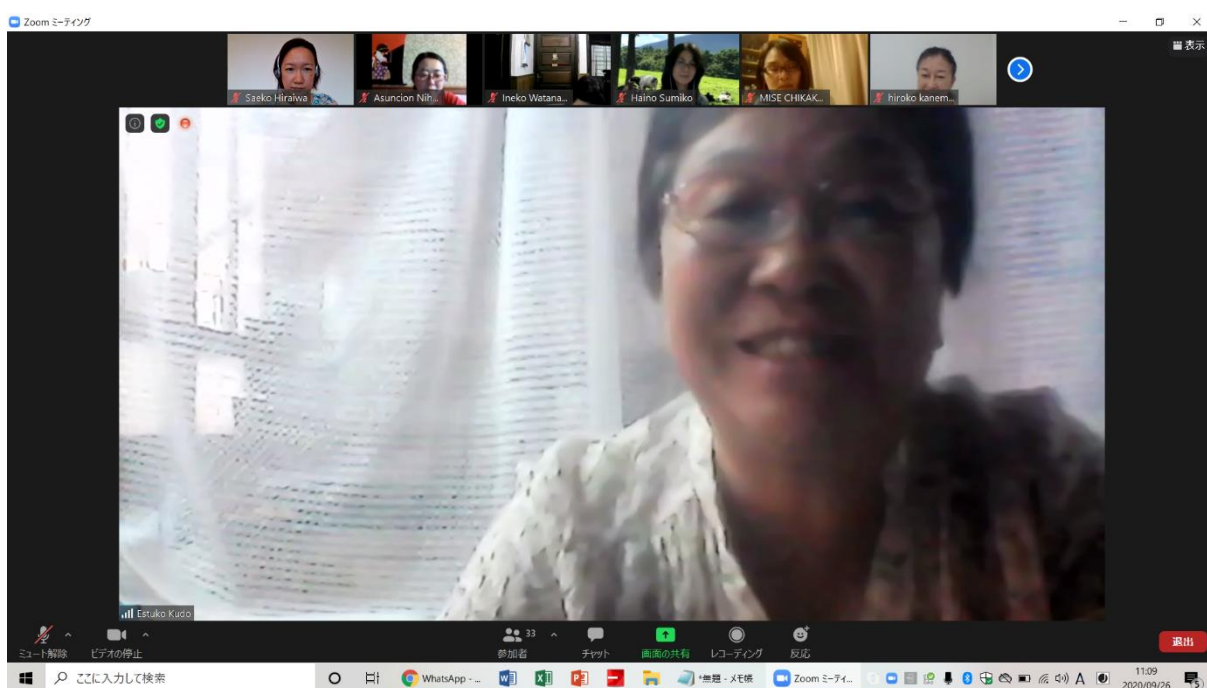 Zoom ミーティング
表示
Saeko Hiraiwa
Asuncion Nih...
Ineko Watana...
Haino Sumiko
MISE CHIKAK...
hiroko kanem...
Estuko Kudo
ミュート解除
ビデオの停止
33
参加者
チャット
画面の共有
レコーディング
反応
退出
ここに入力して検索
WhatsApp - ...
*無題 - メモ帳
Zoom ミーティ...
A
11:09
2020/09/26
5